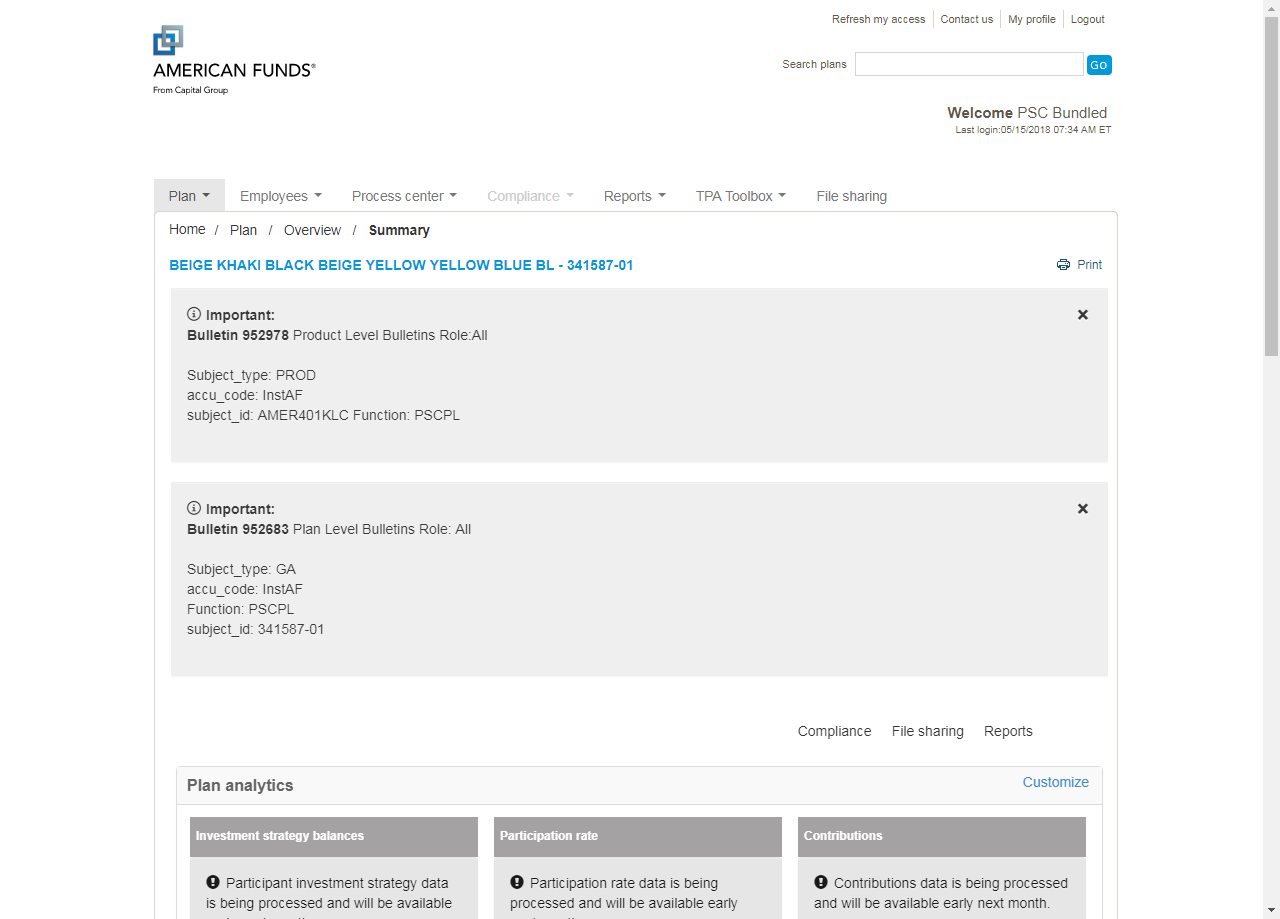 Refresh my access Contact us My profile Logout
AMERICAN FUNDS®
From Capital Group
Search plans Go
Welcome PSC Bundled
Last login:05/15/2018 07:34 AM ET
Plan Employees Process center Compliance Reports TPA Toolbox File sharing
Home / Plan / Overview / Summary
BEIGE KHAKI BLACK BEIGE YELLOW YELLOW BLUE BL - 341587-01 Print
Important:
Bulletin 952978 Product Level Bulletins Role:All
Subject_type: PROD
accu_code: InstAF
subject_id: AMER401KLC Function: PSCPL
Important:
Bulletin 952683 Plan Level Bulletins Role: All
Subject_type: GA
accu_code: InstAF
Function: PSCPL
subject_id: 341587-01
Compliance File sharing Reports
Plan analytics Customize
Investment strategy balances
Participant investment strategy data
is being processed and will be available
Participation rate
Participation rate data is being
processed and will be available early
Contributions
Contributions data is being processed
and will be available early next month.